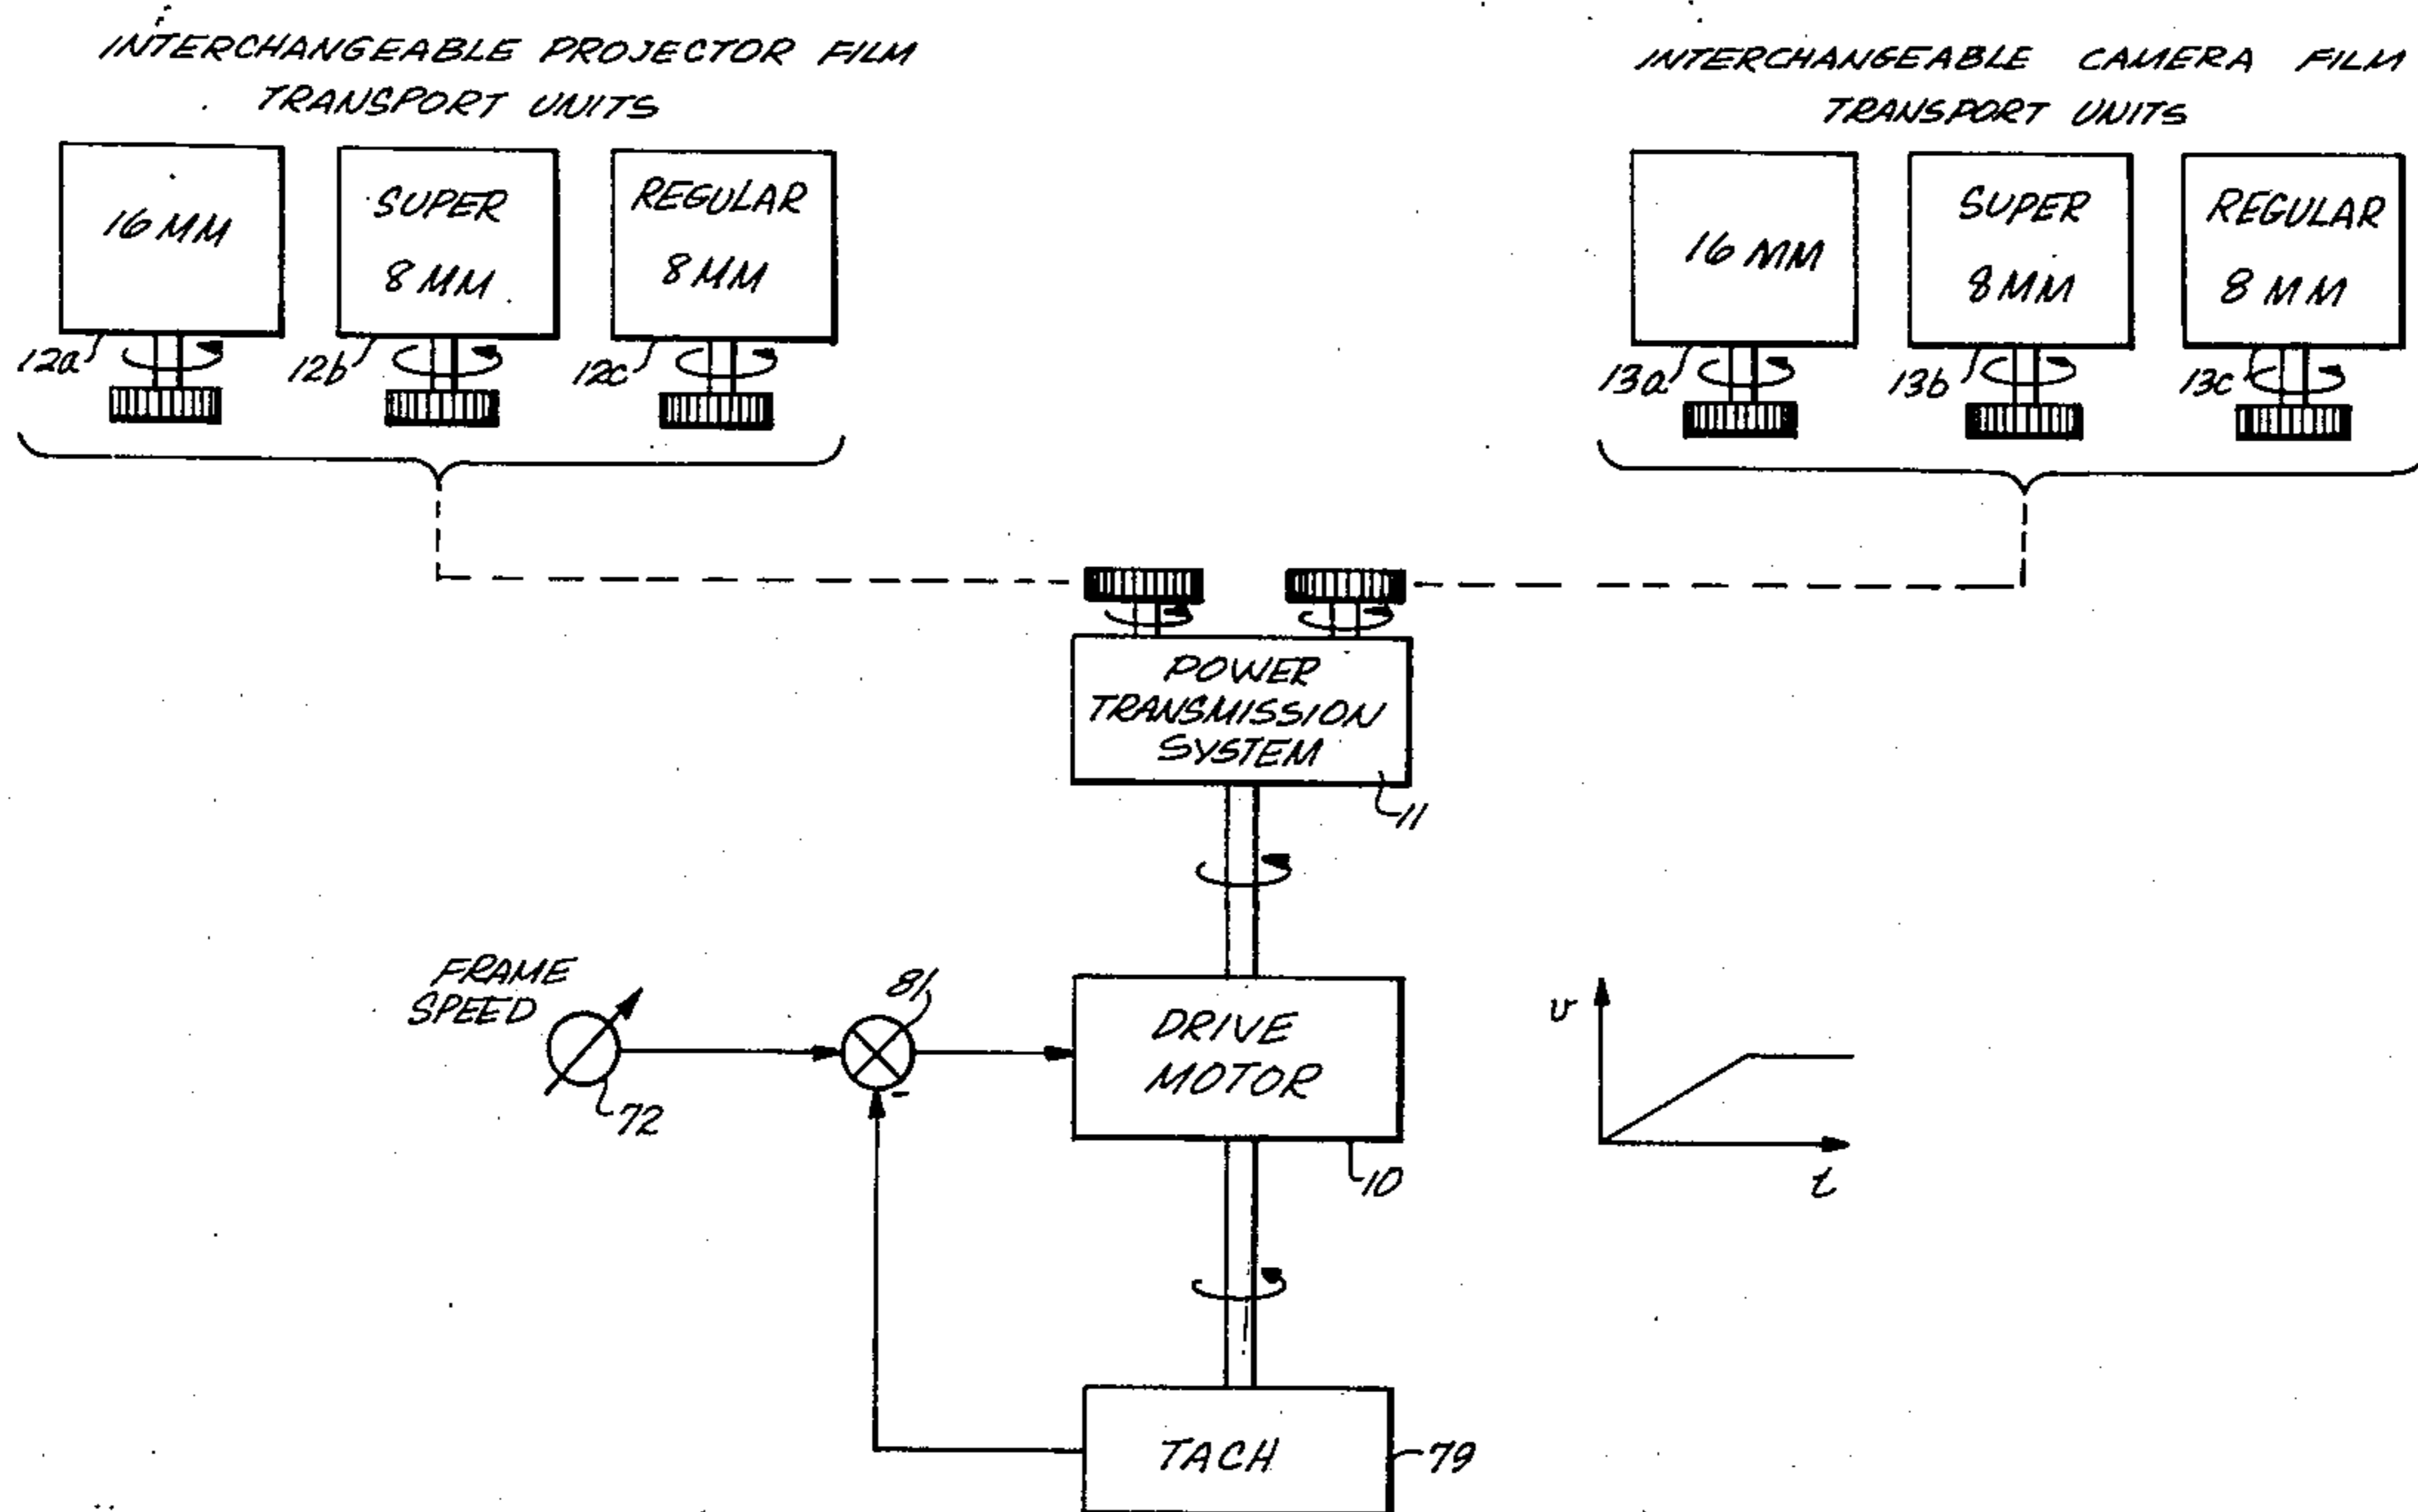 INTERCHANGEABLE PROJECTOR FILM
TRANSPORT UNITS
INTERCHANGEABLE CAMERA FILM
TRANSPORT UNITS
16 MM
SUPER
8 MM
REGULAR
8 MM
16 MM
SUPER
8 MM
REGULAR
8 MM
12a
12b
12c
13a
13b
13c
POWER
TRANSMISSION
SYSTEM
11
FRAME
SPEED
72
81
-
DRIVE
MOTOR
10
v
t
TACH
79